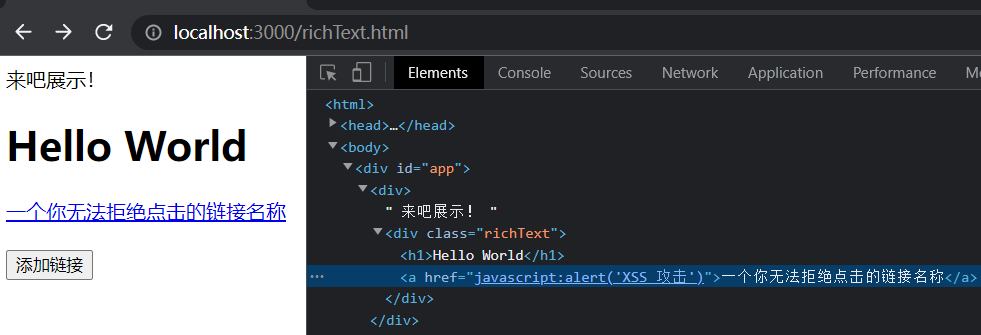 localhost:3000/richText.html
来吧展示！
Hello World
一个你无法拒绝点击的链接名称
添加链接
Elements Console Sources Network Application Performance
<html>
<head>…</head>
<body>
<div id="app">
<div>
" 来吧展示！ "
<div class="richText">
<h1>Hello World</h1>
<a href="javascript:alert('XSS 攻击')">一个你无法拒绝点击的链接名称</a>
</div>
</div>